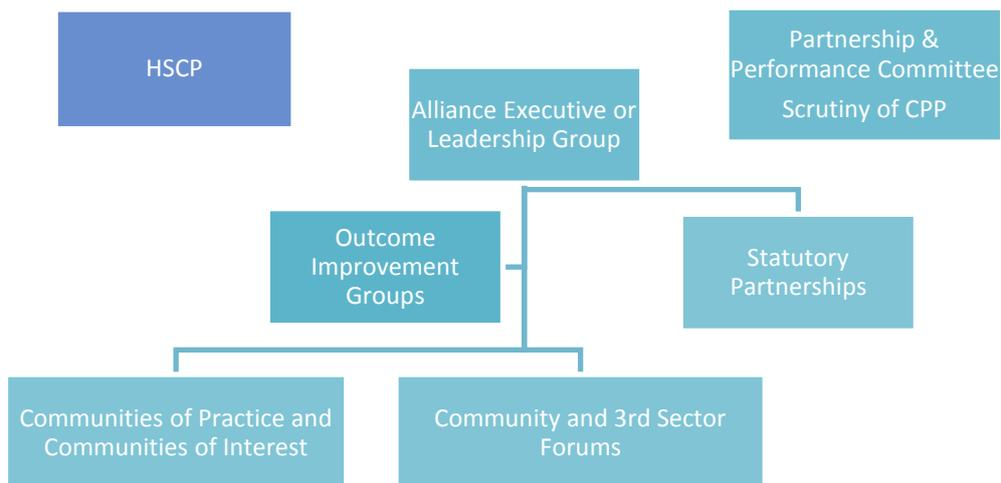 HSCP
Partnership &
Performance Committee
Scrutiny of CPP
Alliance Executive or
Leadership Group
Outcome
Improvement
Groups
Statutory
Partnerships
Communities of Practice and
Communities of Interest
Community and 3rd Sector
Forums